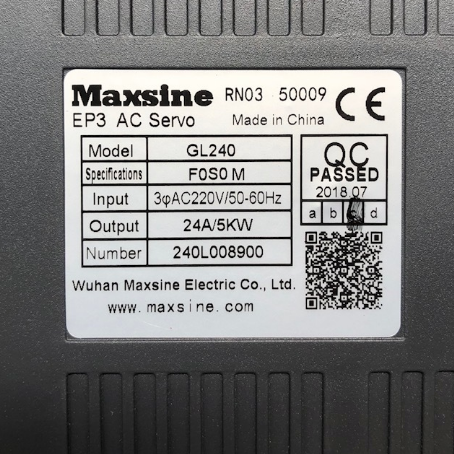 Maxsine RN03 50009 CE
EP3 AC Servo Made in China
Model GL240
Specifications F0S0 M
Input 3φAC220V/50-60Hz
Output 24A/5KW
Number 240L008900
QC
PASSED
2018.07
a b c d
Wuhan Maxsine Electric Co., Ltd.
www.maxsine.com